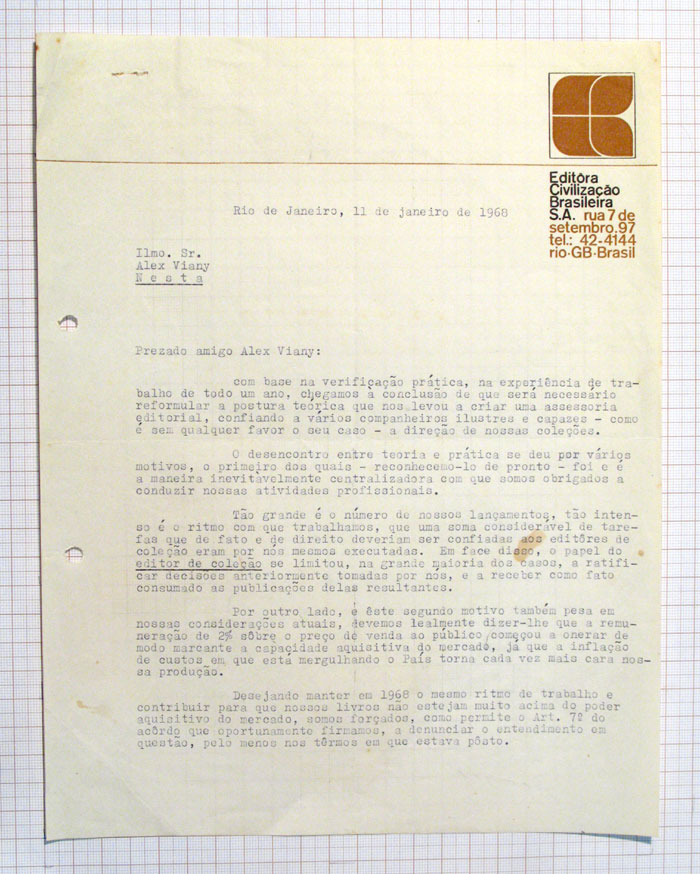 Editôra
Civilização
Brasileira
S.A. rua 7 de
setembro.97
tel.: 42-4144
rio·GB·Brasil
Rio de Janeiro, 11 de janeiro de 1968
Ilmo. Sr.
Alex Viany
N e s t a
Prezado amigo Alex Viany:
com base na verificação prática, na experiência de tra-
balho de todo um ano, chegamos à conclusão de que será necessário
reformular a postura teórica que nos levou a criar uma assessoria
editorial, confiando a vários companheiros ilustres e capazes - como
é sem qualquer favor o seu caso - a direção de nossas coleções.
O desencontro entre teoria e prática se deu por vários
motivos, o primeiro dos quais - reconhecemo-lo de pronto - foi e é
a maneira inevitàvelmente centralizadora com que somos obrigados a
conduzir nossas atividades profissionais.
Tão grande é o número de nossos lançamentos, tão inten-
so é o ritmo com que trabalhamos, que uma soma considerável de tare-
fas que de fato e de direito deveriam ser confiadas aos editôres de
coleção eram por nós mesmos executadas. Em face disso, o papel do
editor de coleção se limitou, na grande maioria dos casos, a ratifi-
car decisões anteriormente tomadas por nós, e a receber como fato
consumado as publicações delas resultantes.
Por outro lado, e êste segundo motivo também pesa em
nossas considerações atuais, devemos lealmente dizer-lhe que a remu-
neração de 2% sôbre o preço de venda ao público começou a onerar de
modo marcante a capacidade aquisitiva do mercado, já que a inflação
de custos em que está mergulhando o País torna cada vez mais cara nos-
sa produção.
Desejando manter em 1968 o mesmo ritmo de trabalho e
contribuir para que nossos livros não estejam muito acima do poder
aquisitivo do mercado, somos forçados, como permite o Art. 7º do
acôrdo que oportunamente firmamos, a denunciar o entendimento em
questão, pelo menos nos têrmos em que estava pôsto.